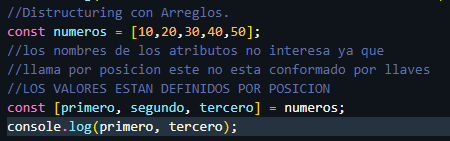 //Distructuring con Arreglos.
const numeros = [10,20,30,40,50];
//los nombres de los atributos no interesa ya que
//llama por posicion este no esta conformado por llaves
//LOS VALORES ESTAN DEFINIDOS POR POSICION
const [primero, segundo, tercero] = numeros;
console.log(primero, tercero);